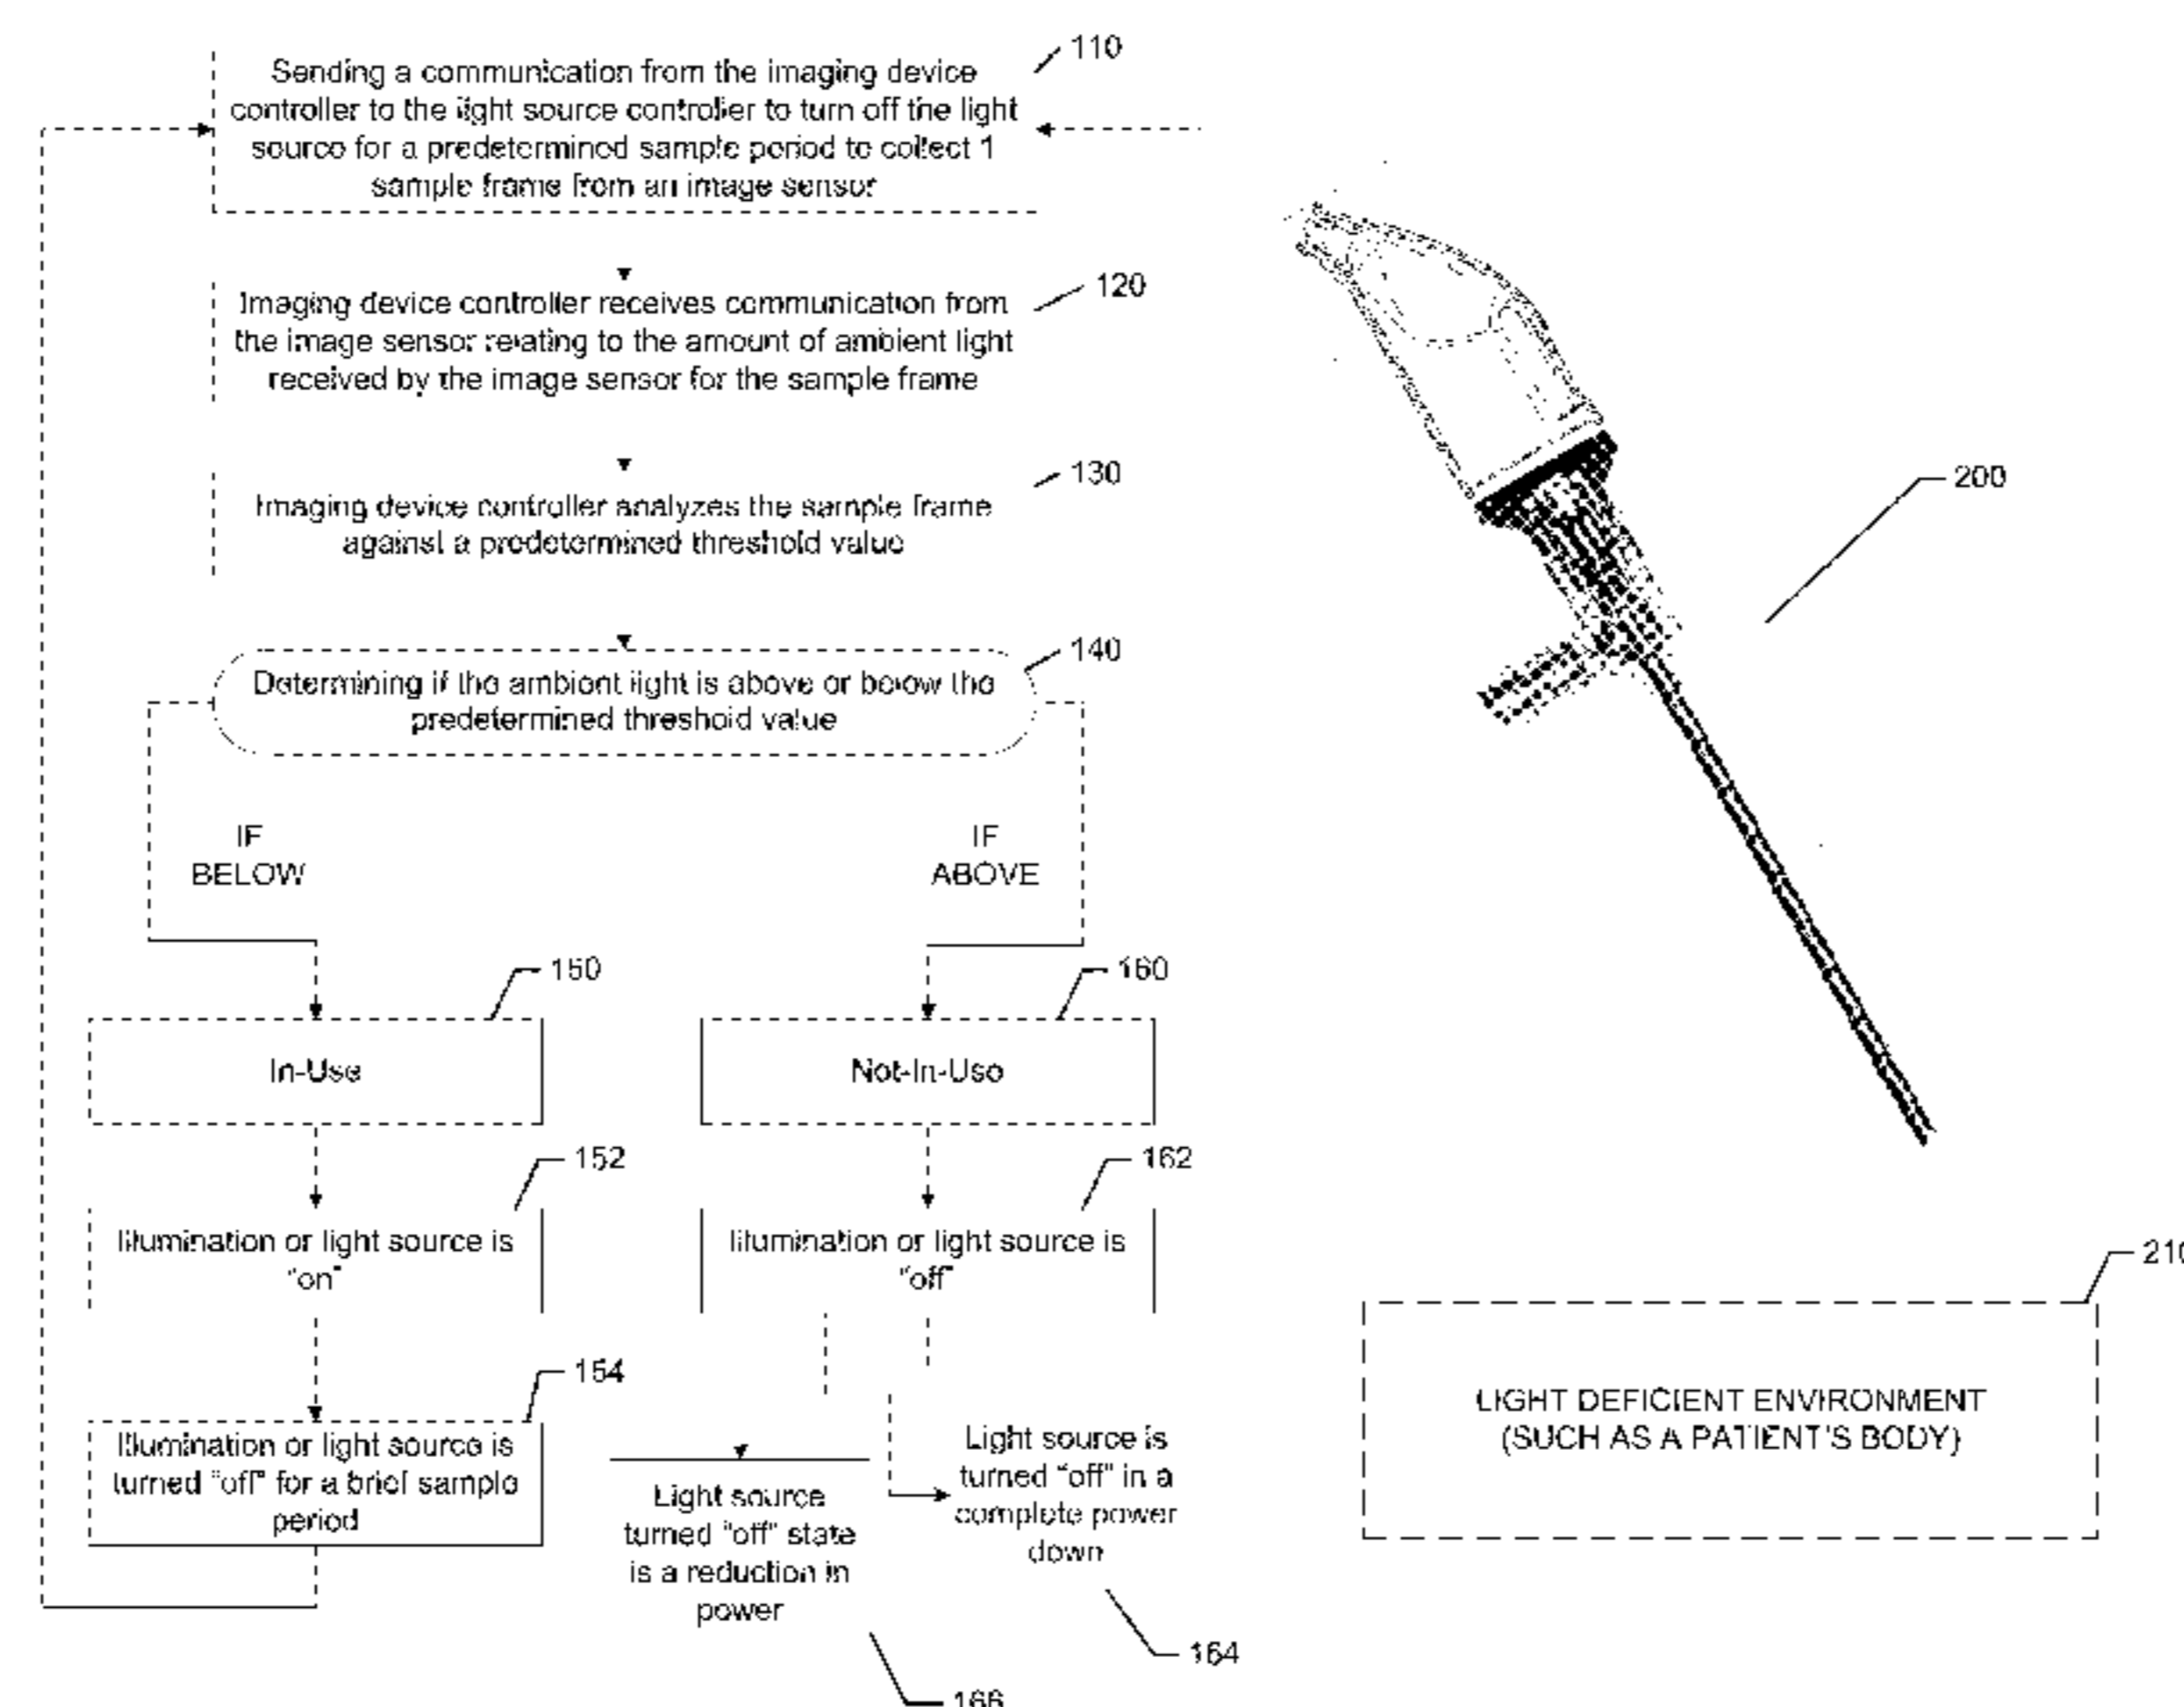 110
Sending a communication from the imaging device
controller to the light source controller to turn off the light
source for a predetermined sample period to collect 1
sample frame from an image sensor
120
Imaging device controller receives communication from
the image sensor relating to the amount of ambient light
received by the image sensor for the sample frame
130
Imaging device controller analyzes the sample frame
against a predetermined threshold value
140
Determining if the ambient light is above or below the
predetermined threshold value
IF
BELOW
IF
ABOVE
150
In-Use
160
Not-In-Use
152
Illumination or light source is
"on"
162
Illumination or light source is
"off"
154
Illumination or light source is
turned "off" for a brief sample
period
Light source
turned "off" state
is a reduction in
power
166
Light source is
turned "off" in a
complete power
down
164
200
210
LIGHT DEFICIENT ENVIRONMENT
(SUCH AS A PATIENT'S BODY)